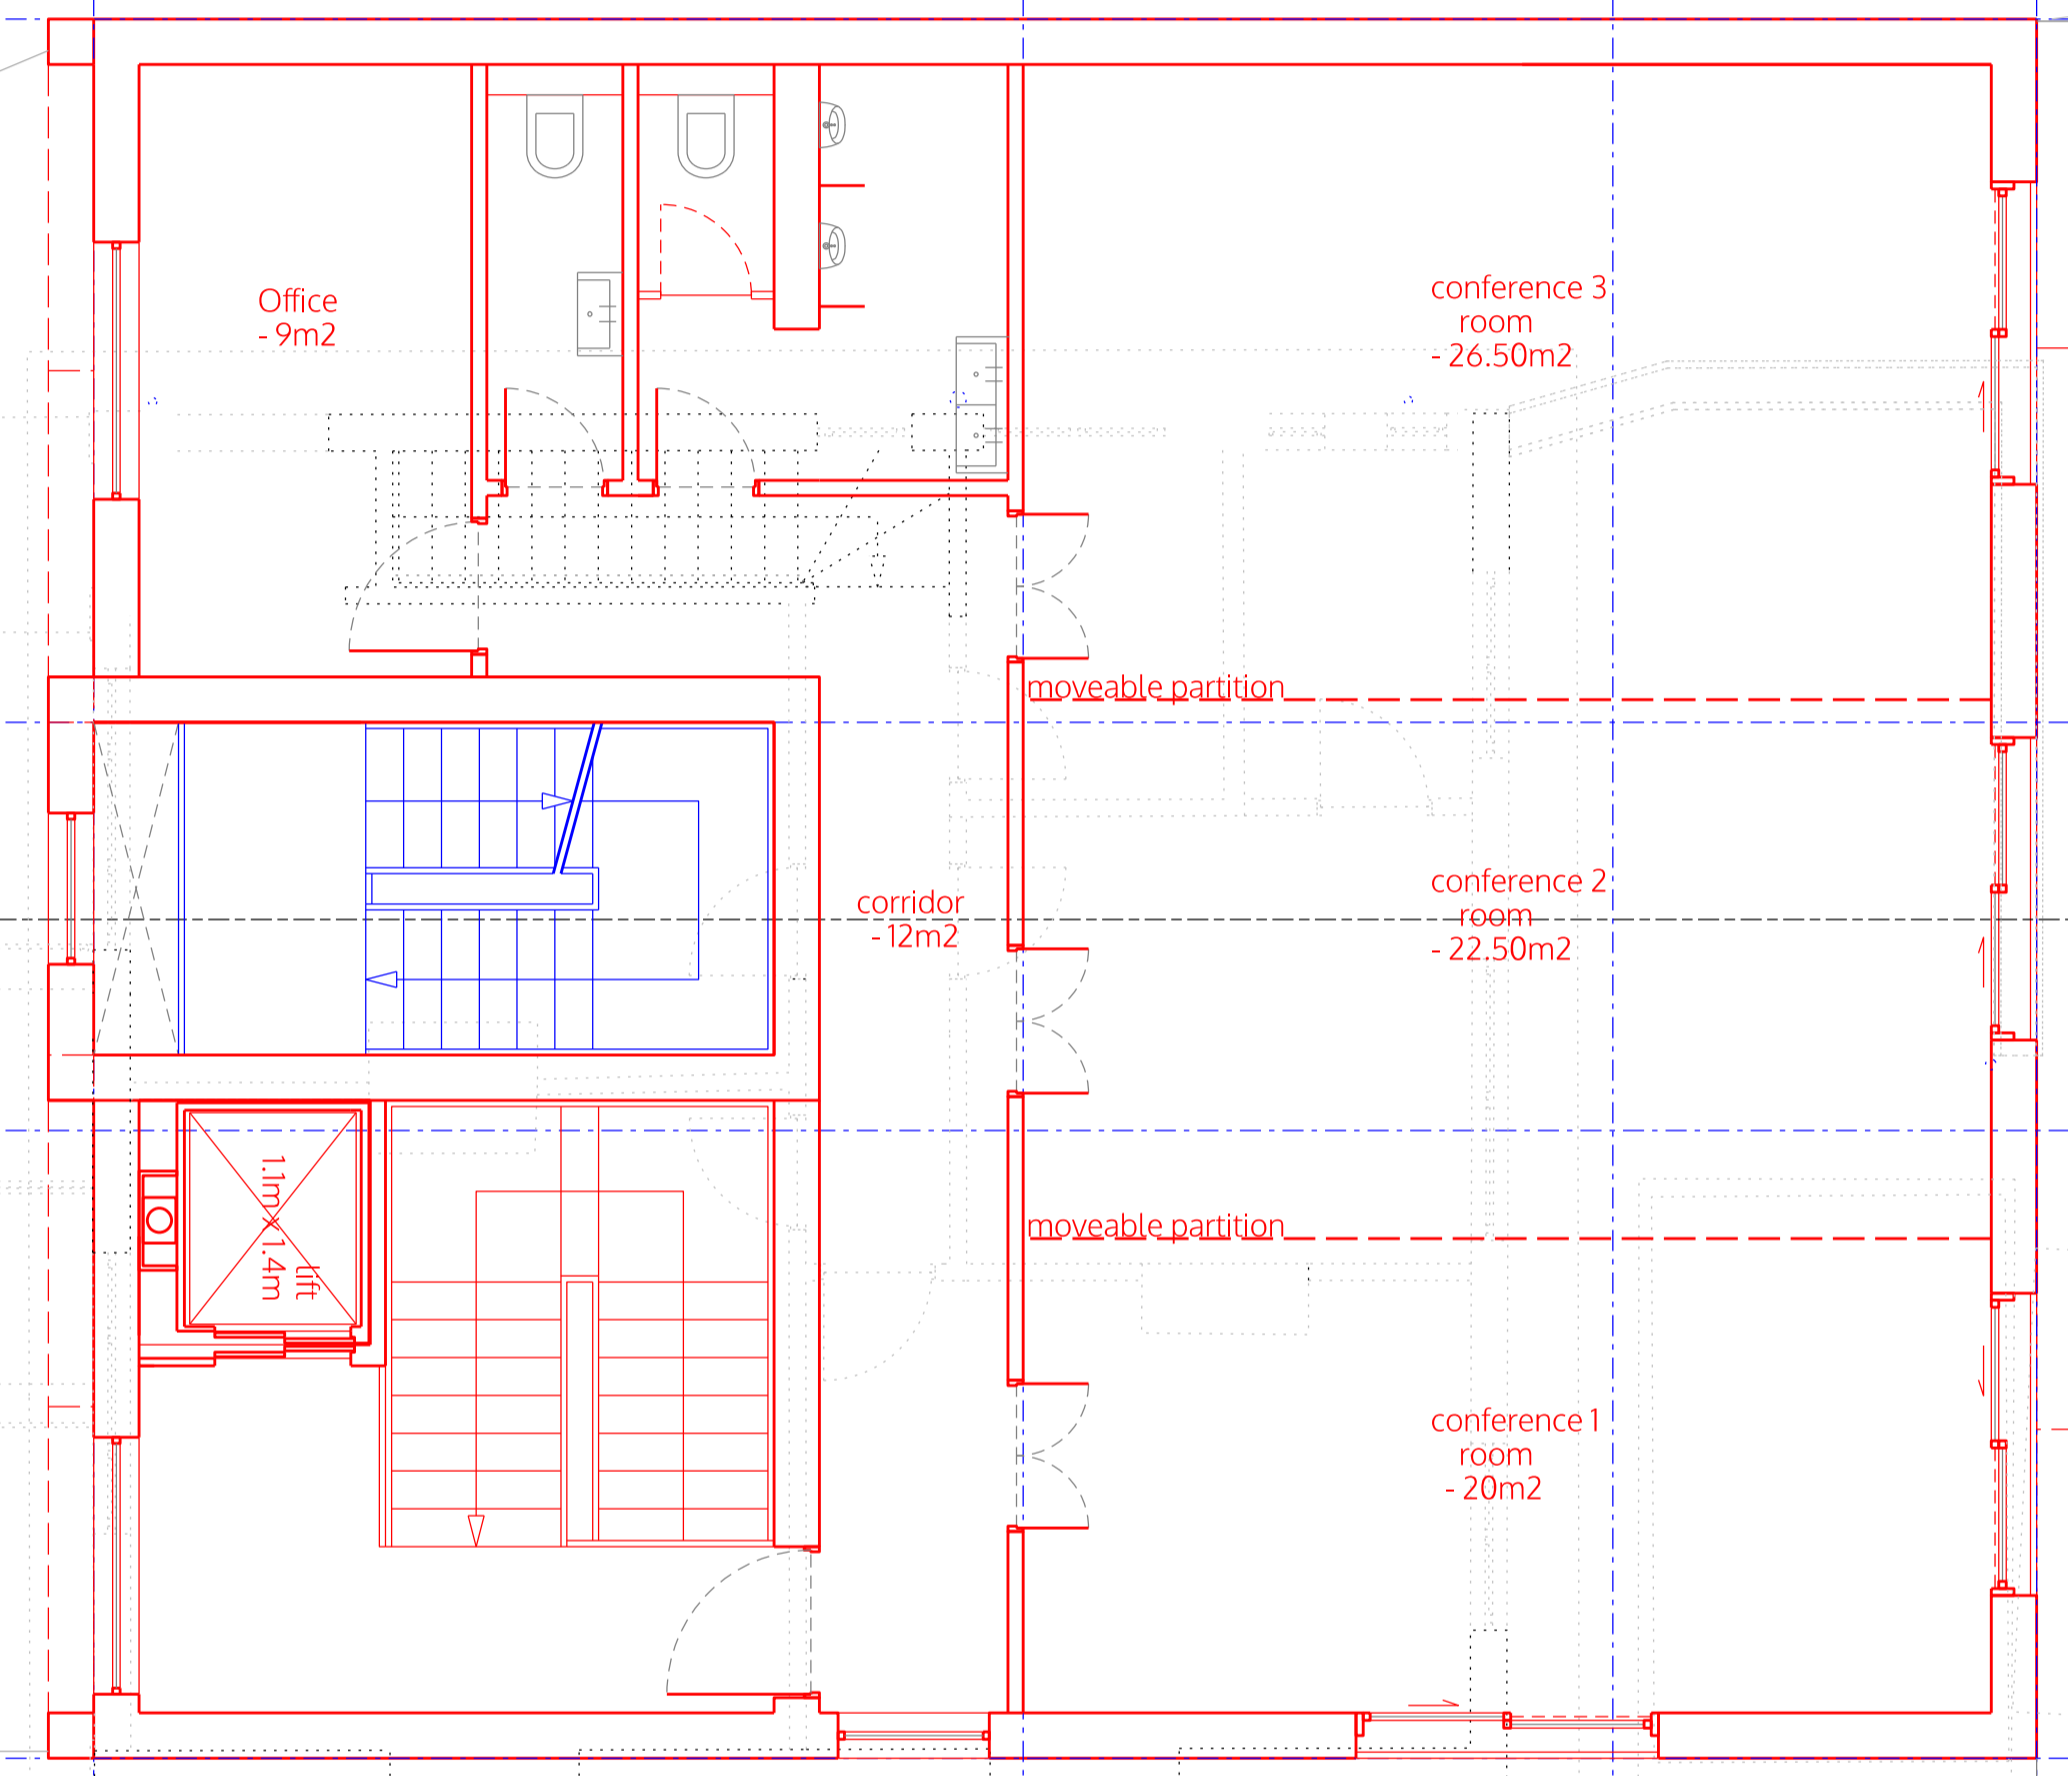 conference 3
room
- 26.50m2
Office
- 9m2
moveable partition
conference 2
room
- 22.50m2
corridor
- 12m2
1.1m X 1.4m
lift
moveable partition
conference 1
room
- 20m2